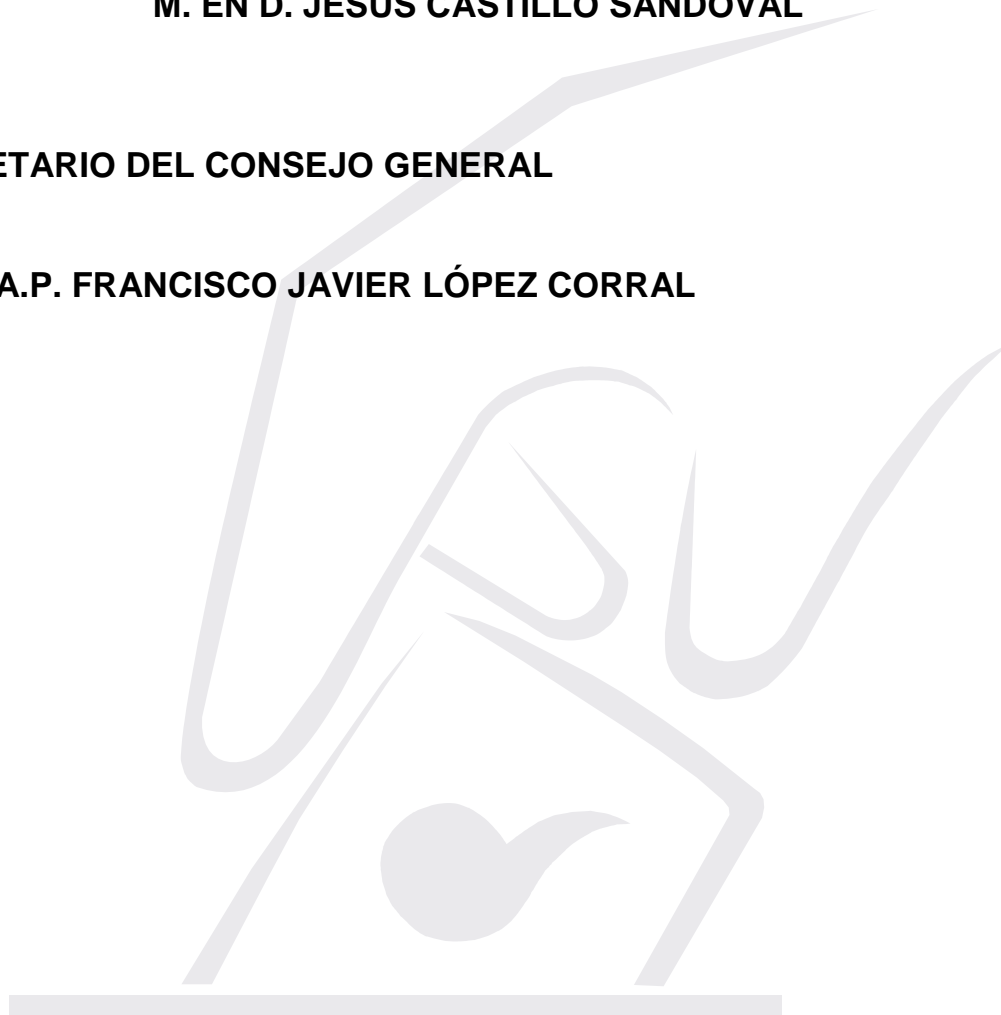 M. EN D. JESÚS CASTILLO SANDOVAL
ETARIO DEL CONSEJO GENERAL
A.P. FRANCISCO JAVIER LÓPEZ CORRAL